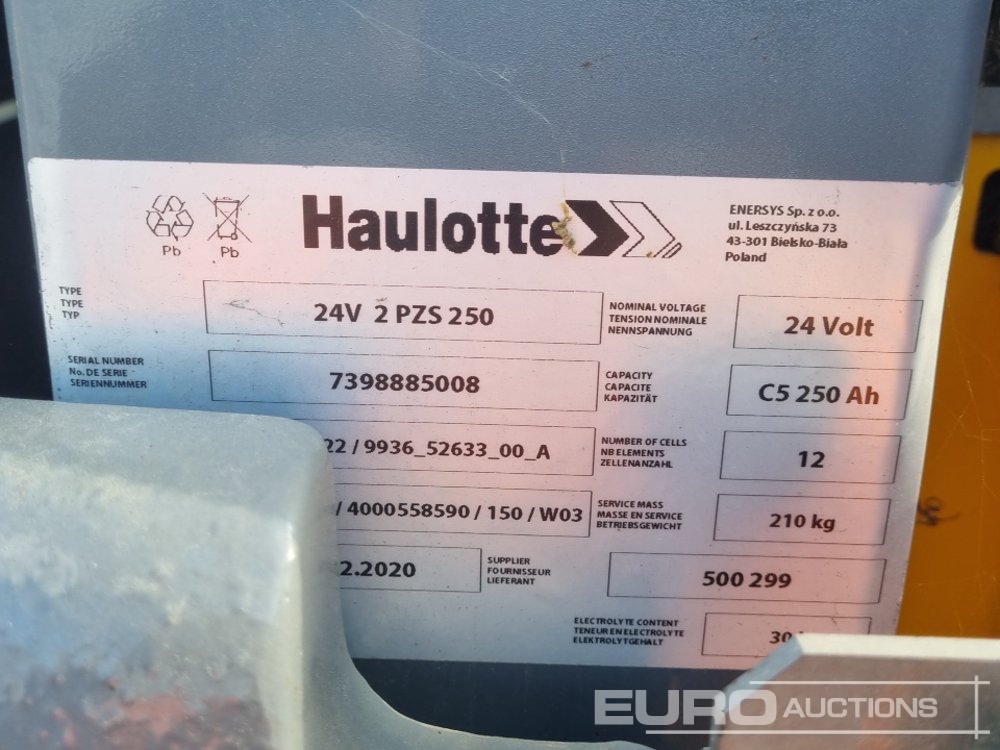 Pb
Pb
Haulotte
ENERSYS Sp. z o.o.
ul. Leszczyńska 73
43-301 Bielsko-Biała
Poland
TYPE
TYPE
TYP
24V 2 PZS 250
NOMINAL VOLTAGE
TENSION NOMINALE
NENNSPANNUNG
24 Volt
SERIAL NUMBER
No. DE SERIE
SERIENNUMMER
7398885008
CAPACITY
CAPACITE
KAPAZITÄT
C5 250 Ah
22 / 9936_52633_00_A
NUMBER OF CELLS
NB ELEMENTS
ZELLENANZAHL
12
/ 4000558590 / 150 / W03
SERVICE MASS
MASSE EN SERVICE
BETRIEBSGEWICHT
210 kg
2.2020
SUPPLIER
FOURNISSEUR
LIEFERANT
500 299
ELECTROLYTE CONTENT
TENEUR EN ELECTROLYTE
ELEKTROLYTGEHALT
30
EURO AUCTIONS